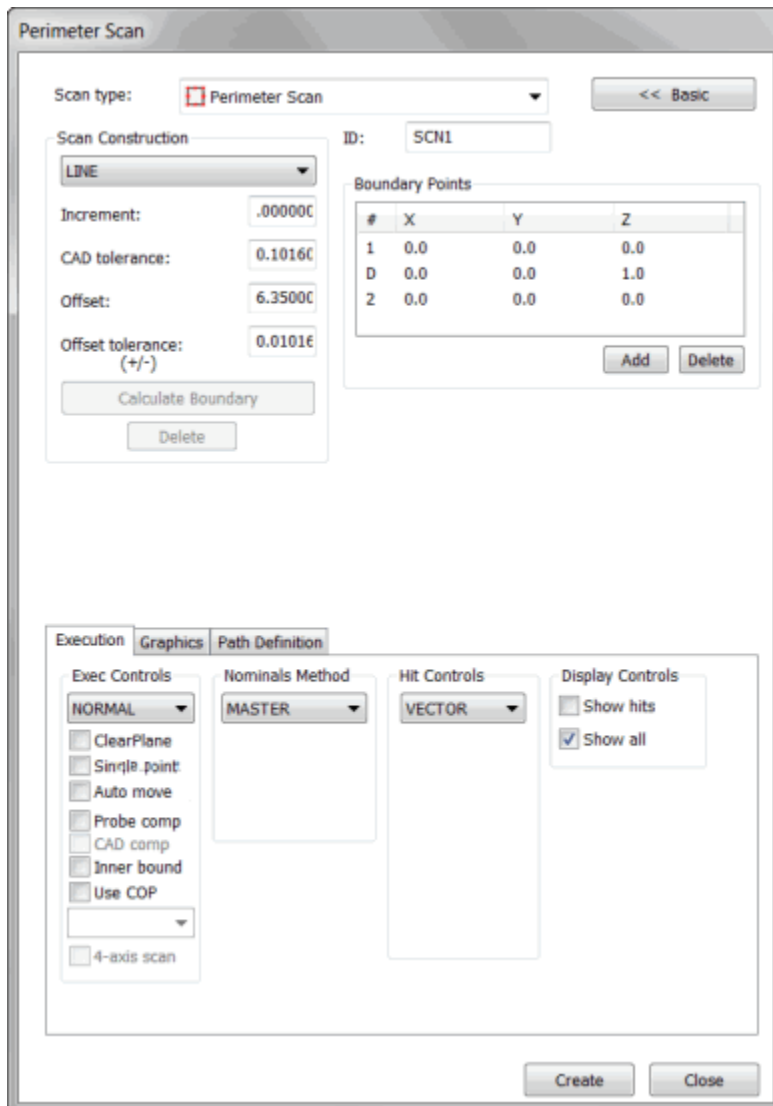 Perimeter Scan
Scan type: Perimeter Scan << Basic
Scan Construction
LINE
Increment: .000000
CAD tolerance: 0.10160
Offset: 6.35000
Offset tolerance: 0.01016
(+/-)
Calculate Boundary
Delete
ID: SCN1
Boundary Points
# X Y Z
1 0.0 0.0 0.0
D 0.0 0.0 1.0
2 0.0 0.0 0.0
Add Delete
Execution Graphics Path Definition
Exec Controls
NORMAL
ClearPlane
Single point
Auto move
Probe comp
CAD comp
Inner bound
Use COP
4-axis scan
Nominals Method
MASTER
Hit Controls
VECTOR
Display Controls
Show hits
Show all
Create Close